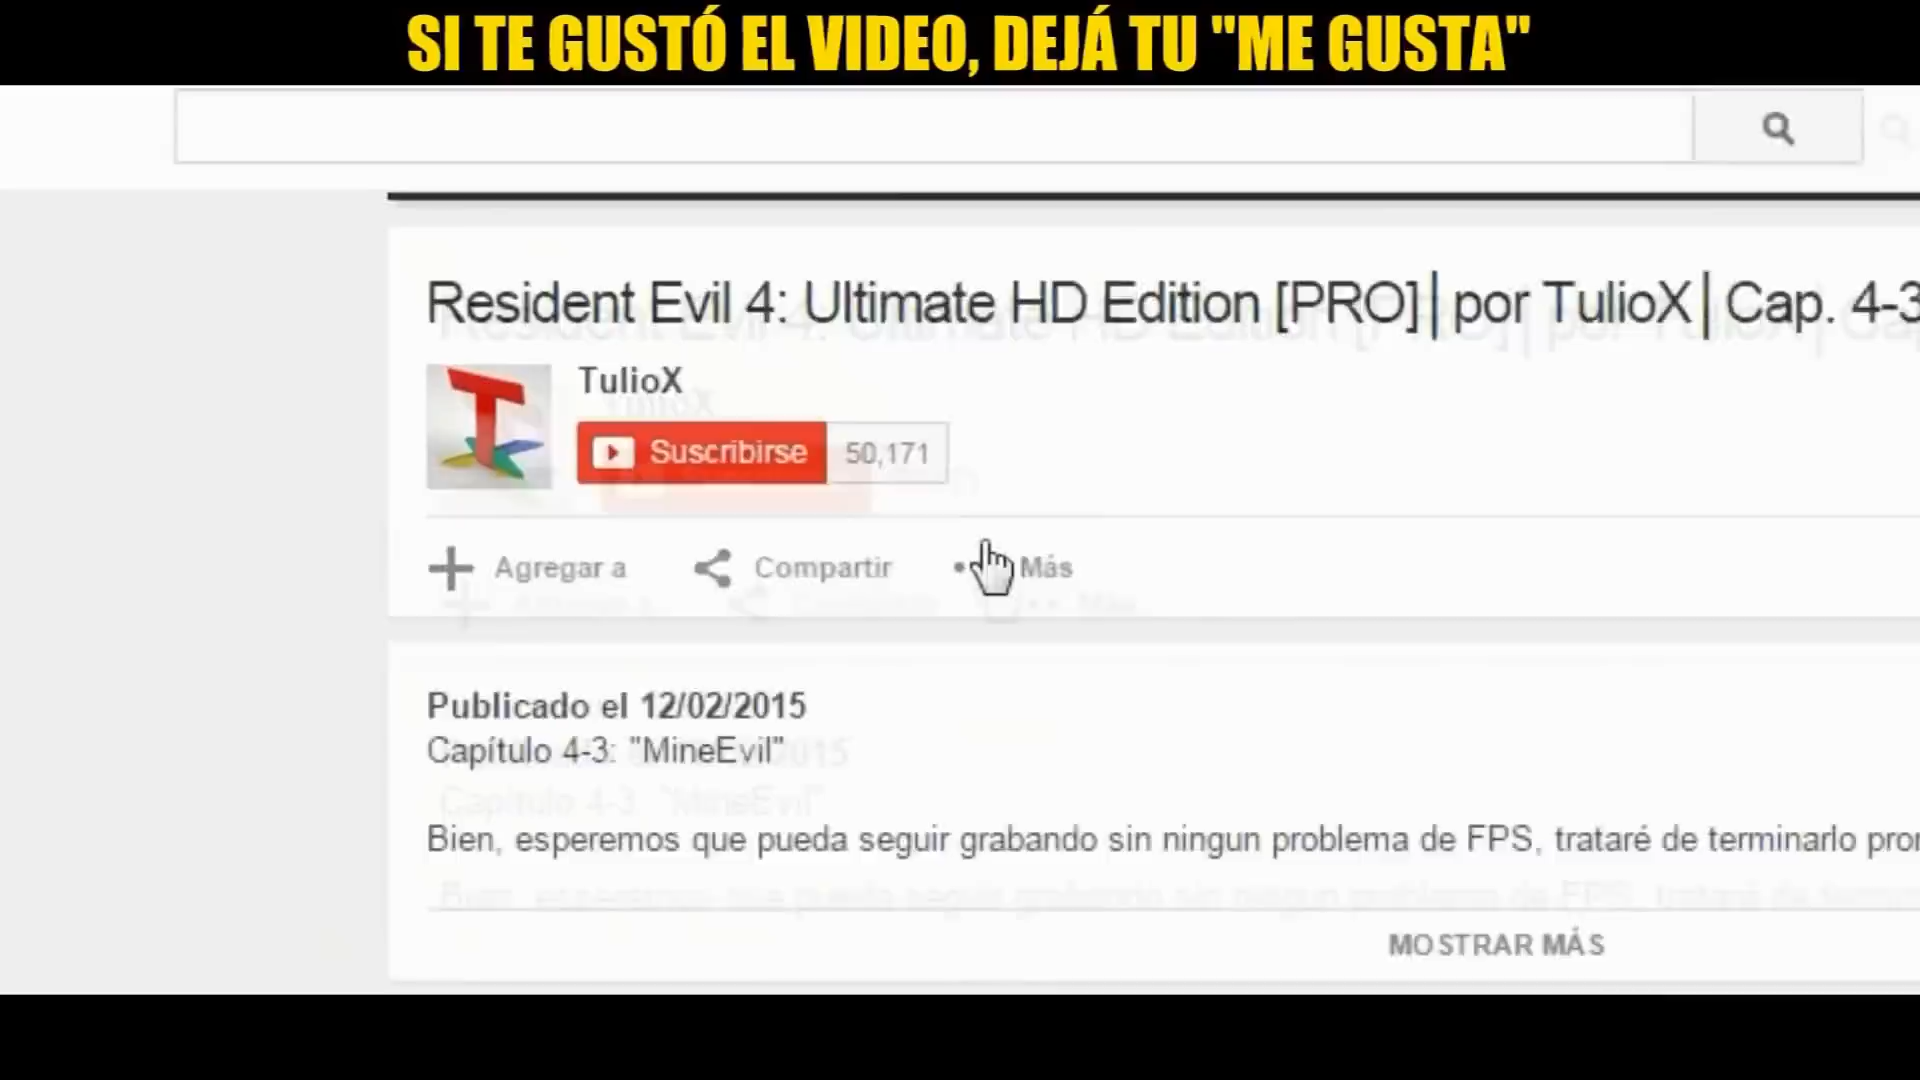 SI TE GUSTÓ EL VIDEO, DEJÁ TU "ME GUSTA"
Resident Evil 4: Ultimate HD Edition [PRO]│por TulioX│Cap. 4-3
TulioX
Suscribirse 50,171
Agregar a Compartir Más
Publicado el 12/02/2015
Capítulo 4-3: "MineEvil"
Bien, esperemos que pueda seguir grabando sin ningun problema de FPS, trataré de terminarlo
MOSTRAR MÁS